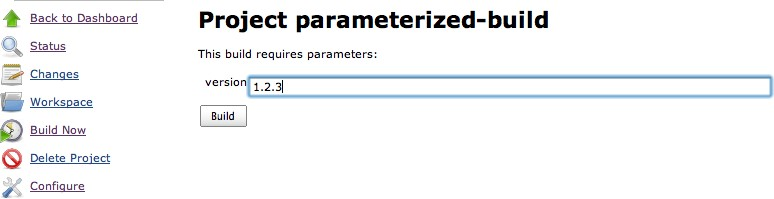 Back to Dashboard
Status
Changes
Workspace
Build Now
Delete Project
Configure
Project parameterized-build
This build requires parameters:
version 1.2.3
Build